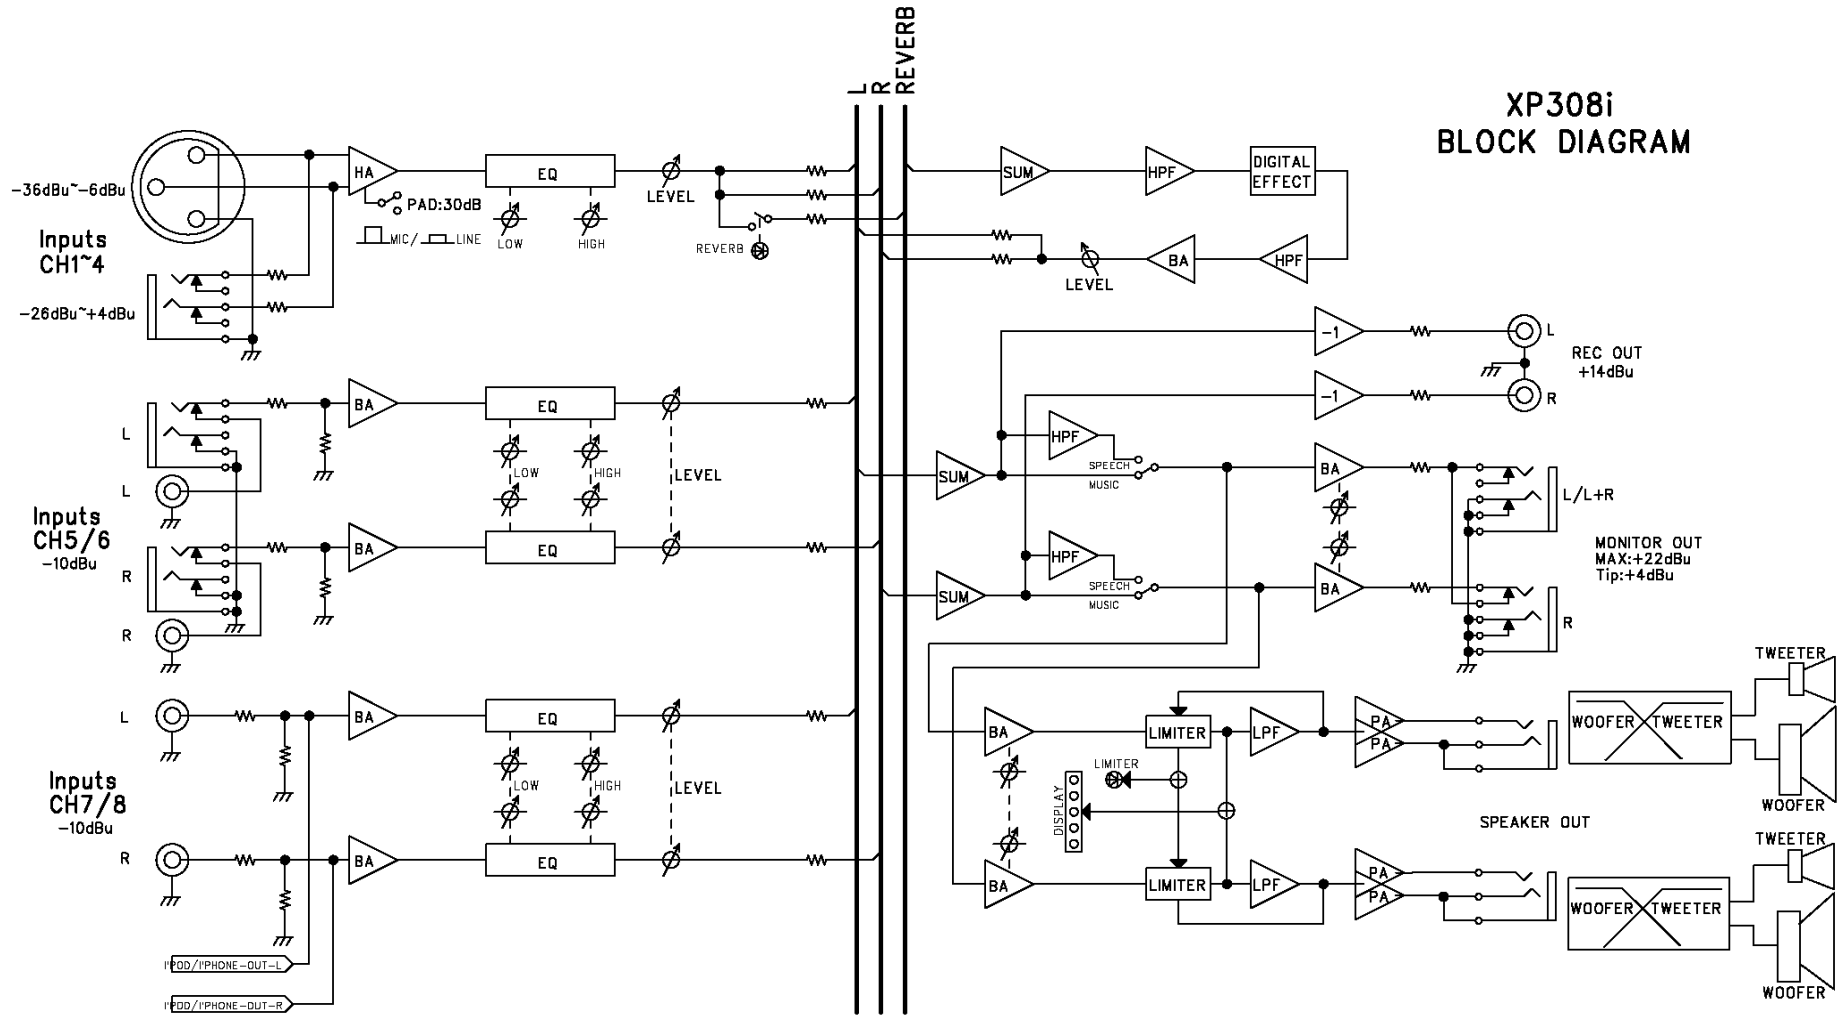 L
R
REVERB
XP308i
BLOCK DIAGRAM
-36dBu~-6dBu
Inputs
CH1~4
-26dBu~+4dBu
HA
PAD:30dB
MIC/ LINE
EQ
LOW
HIGH
LEVEL
REVERB
SUM
HPF
DIGITAL
EFFECT
HPF
BA
LEVEL
-1
L
REC OUT
+14dBu
-1
R
L
L
Inputs
CH5/6
-10dBu
R
R
BA
EQ
LOW
HIGH
LEVEL
BA
EQ
SUM
HPF
SPEECH
MUSIC
BA
L/L+R
MONITOR OUT
MAX:+22dBu
Tip:+4dBu
SUM
HPF
SPEECH
MUSIC
BA
R
L
Inputs
CH7/8
-10dBu
R
BA
EQ
LOW
HIGH
LEVEL
BA
EQ
I'POD/I'PHONE-OUT-L
I'POD/I'PHONE-OUT-R
BA
LIMITER
LPF
PA
PA
WOOFER TWEETER
TWEETER
WOOFER
LIMITER
DISPLAY
SPEAKER OUT
BA
LIMITER
LPF
PA
PA
WOOFER TWEETER
TWEETER
WOOFER